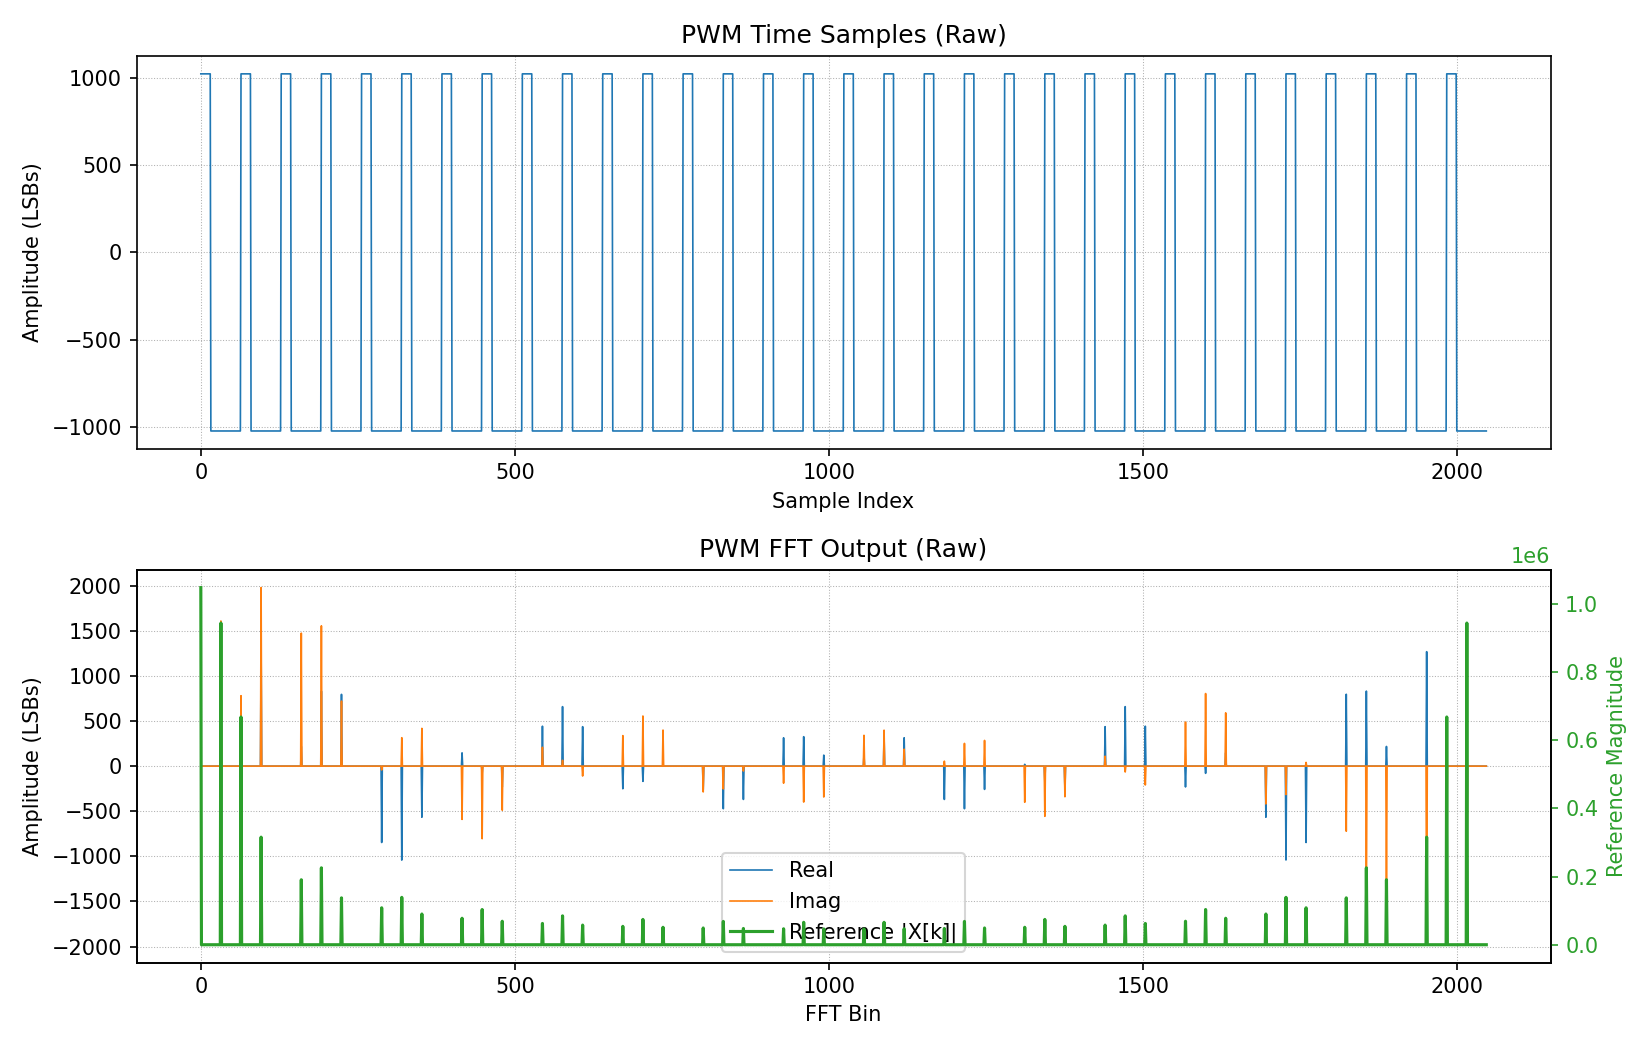 PWM Time Samples (Raw)
1000
500
0
−500
−1000
Amplitude (LSBs)
0 500 1000 1500 2000
Sample Index
PWM FFT Output (Raw)
1e6
2000
1500
1000
500
0
−500
−1000
−1500
−2000
Amplitude (LSBs)
1.0
0.8
0.6
0.4
0.2
0.0
Reference Magnitude
Real
Imag
Reference |X[k]|
0 500 1000 1500 2000
FFT Bin